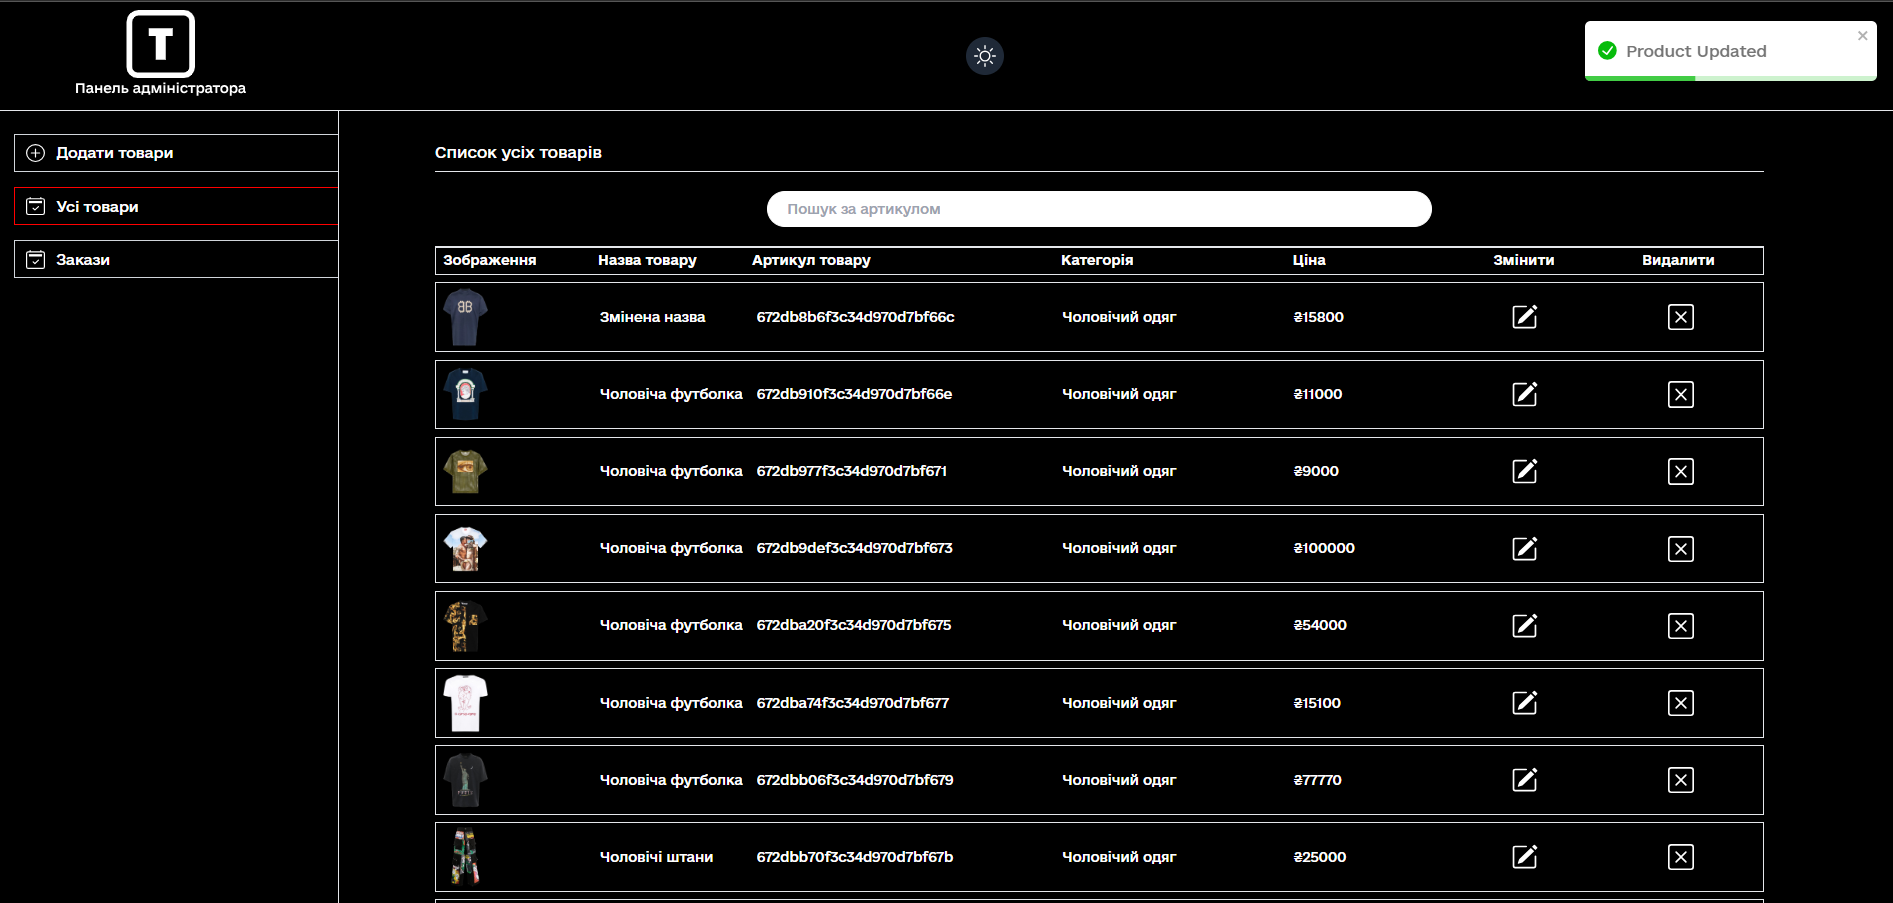 T
Панель адміністратора
Product Updated
Додати товари
Усі товари
Закази
Список усіх товарів
Пошук за артикулом
Зображення Назва товару Артикул товару Категорія Ціна Змінити Видалити
Змінена назва 672db8b6f3c34d970d7bf66c Чоловічий одяг ₴15800
Чоловіча футболка 672db910f3c34d970d7bf66e Чоловічий одяг ₴11000
Чоловіча футболка 672db977f3c34d970d7bf671 Чоловічий одяг ₴9000
Чоловіча футболка 672db9def3c34d970d7bf673 Чоловічий одяг ₴100000
Чоловіча футболка 672dba20f3c34d970d7bf675 Чоловічий одяг ₴54000
Чоловіча футболка 672dba74f3c34d970d7bf677 Чоловічий одяг ₴15100
Чоловіча футболка 672dbb06f3c34d970d7bf679 Чоловічий одяг ₴77770
Чоловічі штани 672dbb70f3c34d970d7bf67b Чоловічий одяг ₴25000